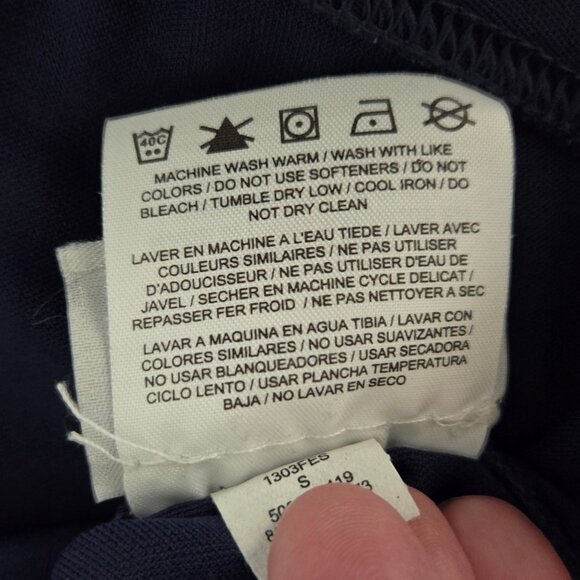 40C
MACHINE WASH WARM / WASH WITH LIKE
COLORS / DO NOT USE SOFTENERS / DO NOT
BLEACH / TUMBLE DRY LOW / COOL IRON / DO
NOT DRY CLEAN
LAVER EN MACHINE A L'EAU TIEDE / LAVER AVEC
COULEURS SIMILAIRES / NE PAS UTILISER
D'ADOUCISSEUR / NE PAS UTILISER D'EAU DE
JAVEL / SECHER EN MACHINE CYCLE DELICAT /
REPASSER FER FROID / NE PAS NETTOYER A SEC
LAVAR A MAQUINA EN AGUA TIBIA / LAVAR CON
COLORES SIMILARES / NO USAR SUAVIZANTES /
NO USAR BLANQUEADORES / USAR SECADORA
CICLO LENTO / USAR PLANCHA TEMPERATURA
BAJA / NO LAVAR EN SECO
1303FES
S